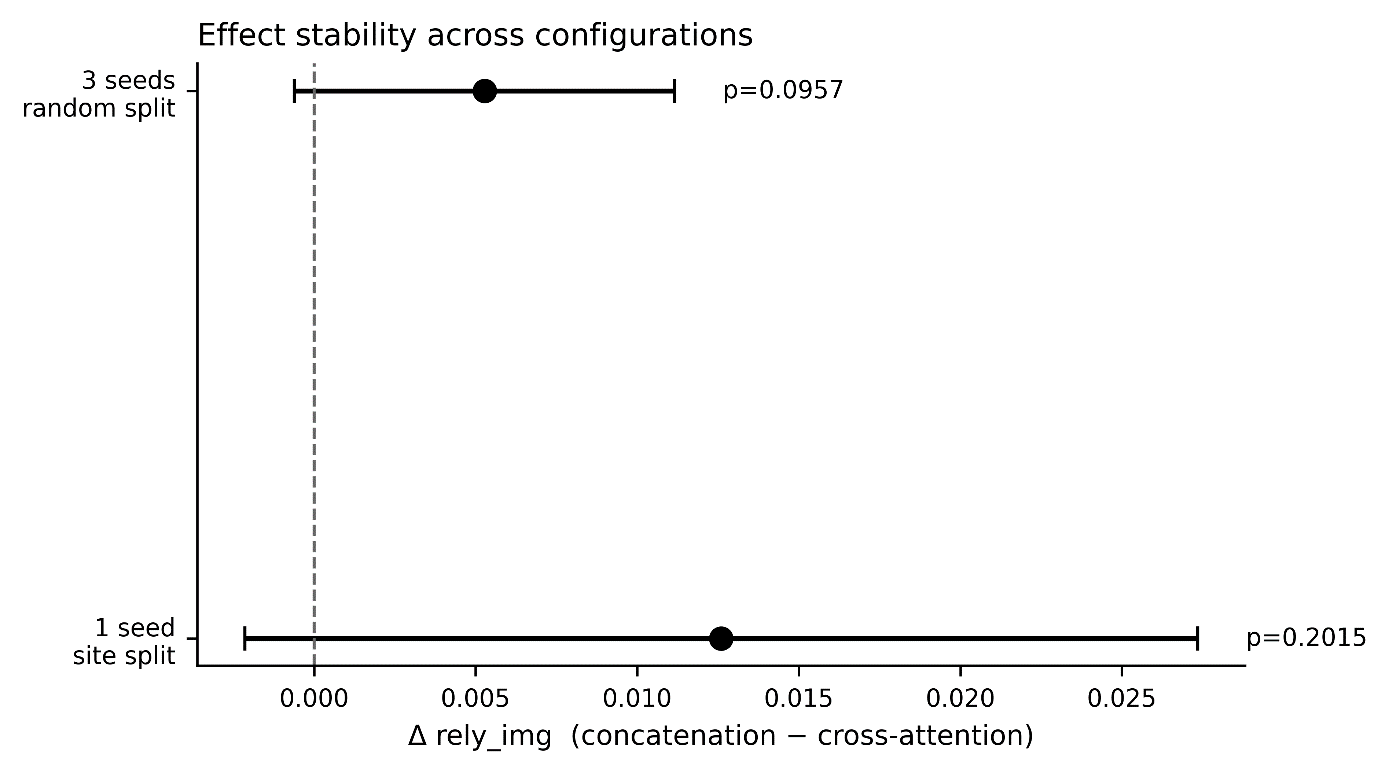 Effect stability across configurations
3 seeds
random split
p=0.0957
1 seed
site split
p=0.2015
0.000 0.005 0.010 0.015 0.020 0.025
Δ rely_img (concatenation − cross-attention)